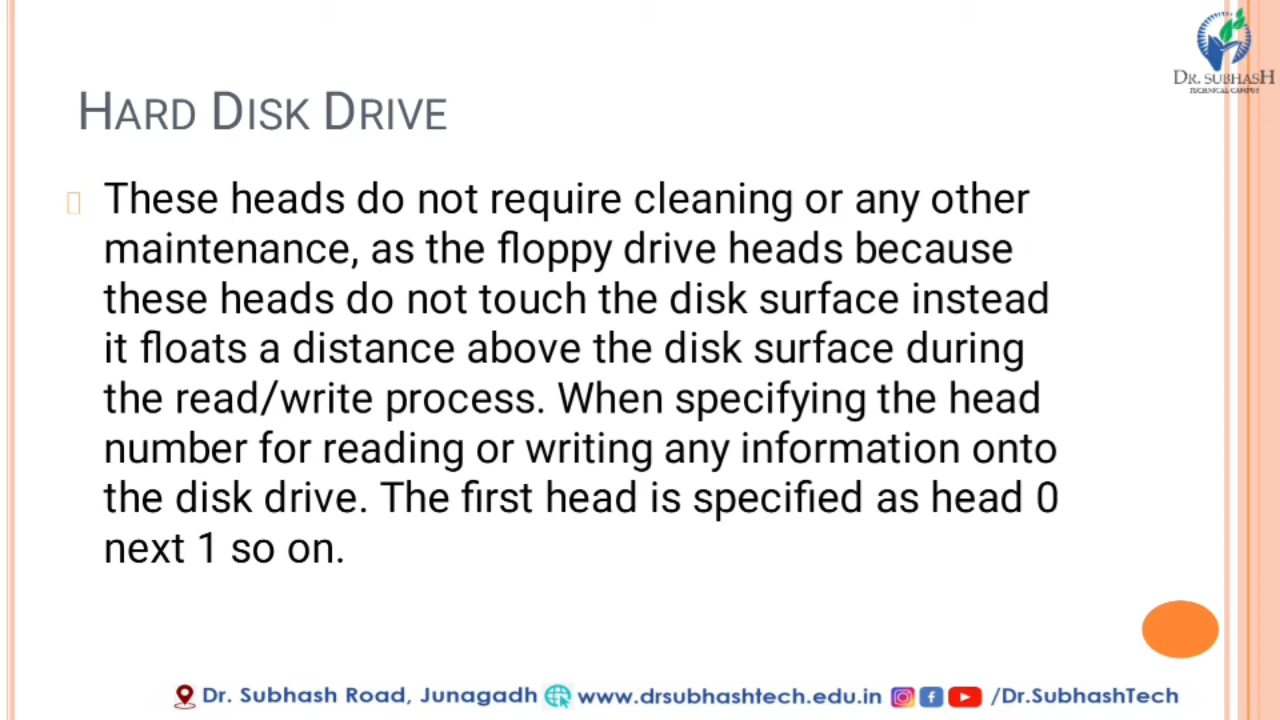 DR. SUBHASH
TECHNICAL CAMPUS
HARD DISK DRIVE
These heads do not require cleaning or any other
maintenance, as the floppy drive heads because
these heads do not touch the disk surface instead
it floats a distance above the disk surface during
the read/write process. When specifying the head
number for reading or writing any information onto
the disk drive. The first head is specified as head 0
next 1 so on.
Dr. Subhash Road, Junagadh www.drsubhashtech.edu.in /Dr.SubhashTech